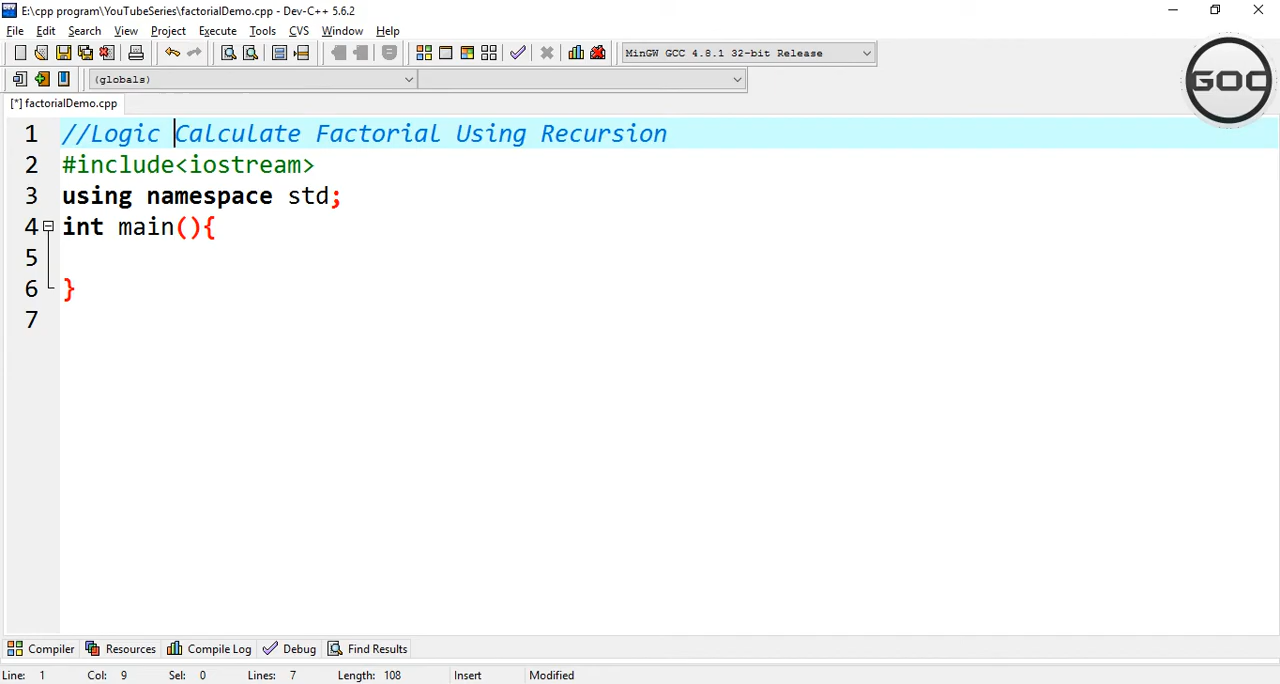 E:\cpp program\YouTubeSeries\factorialDemo.cpp - Dev-C++ 5.6.2
File Edit Search View Project Execute Tools CVS Window Help
MinGW GCC 4.8.1 32-bit Release
(globals)
GOC
[*] factorialDemo.cpp
1 //Logic Calculate Factorial Using Recursion
2 #include<iostream>
3 using namespace std;
4 int main(){
5
6 }
7
Compiler Resources Compile Log Debug Find Results
Line: 1 Col: 9 Sel: 0 Lines: 7 Length: 108 Insert Modified